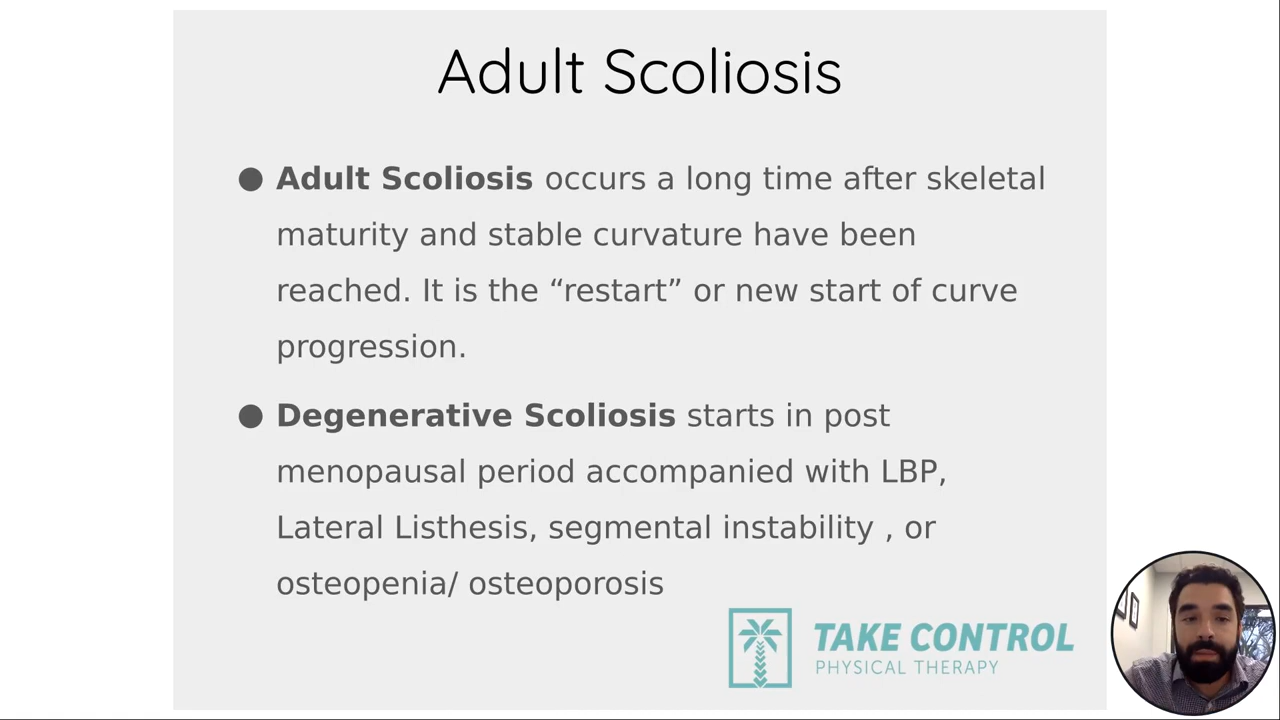 Adult Scoliosis
● Adult Scoliosis occurs a long time after skeletal
maturity and stable curvature have been
reached. It is the “restart” or new start of curve
progression.
● Degenerative Scoliosis starts in post
menopausal period accompanied with LBP,
Lateral Listhesis, segmental instability , or
osteopenia/ osteoporosis
TAKE CONTROL
PHYSICAL THERAPY